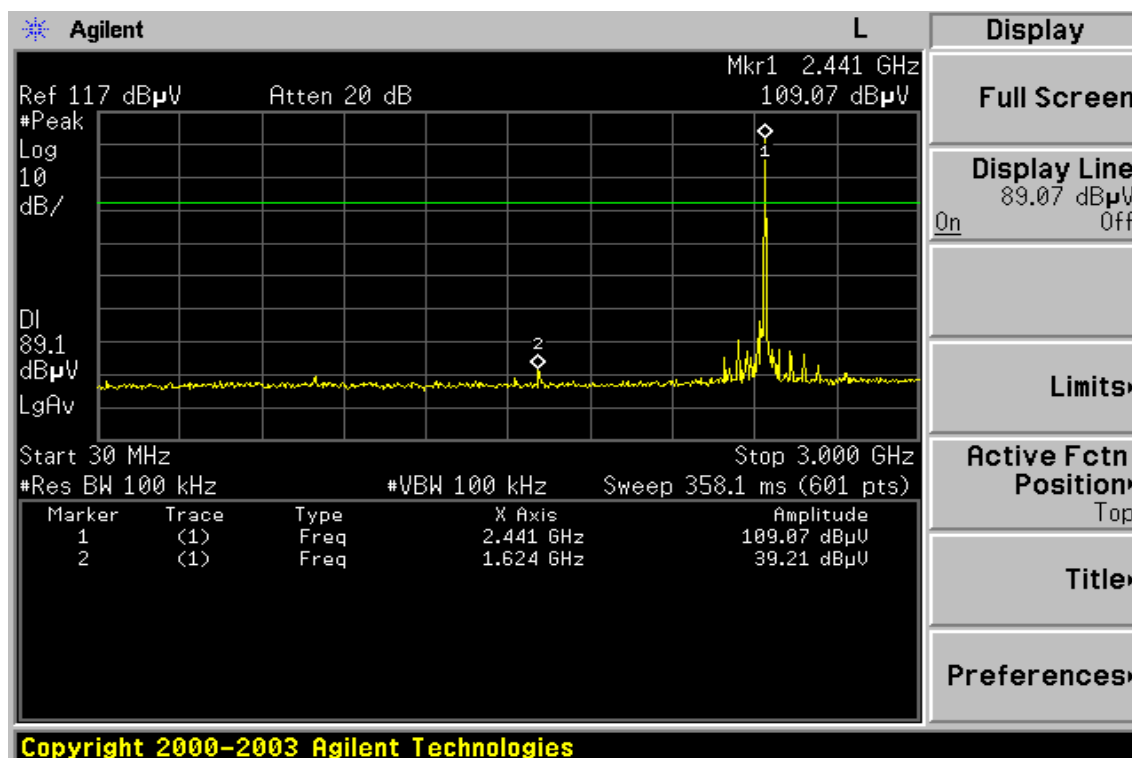 Agilent L
Mkr1 2.441 GHz
Ref 117 dBµV Atten 20 dB 109.07 dBµV
#Peak
Log
10
dB/
1
2
DI
89.1
dBµV
LgAv
Start 30 MHz Stop 3.000 GHz
#Res BW 100 kHz #VBW 100 kHz Sweep 358.1 ms (601 pts)
Marker Trace Type X Axis Amplitude
1 (1) Freq 2.441 GHz 109.07 dBµV
2 (1) Freq 1.624 GHz 39.21 dBµV
Display
Full Screen
Display Line
89.07 dBµV
On Off
Limits
Active Fctn
Position
Top
Title
Preferences
Copyright 2000-2003 Agilent Technologies